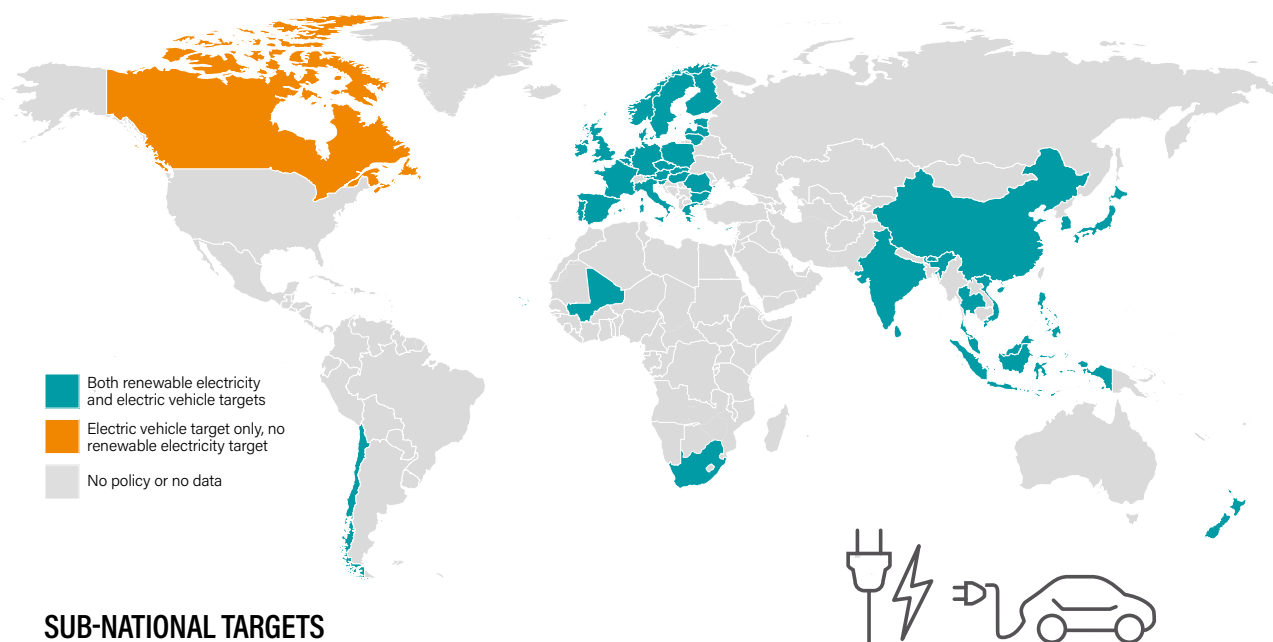 Both renewable electricity
and electric vehicle targets
Electric vehicle target only, no
renewable electricity target
No policy or no data
SUB-NATIONAL TARGETS